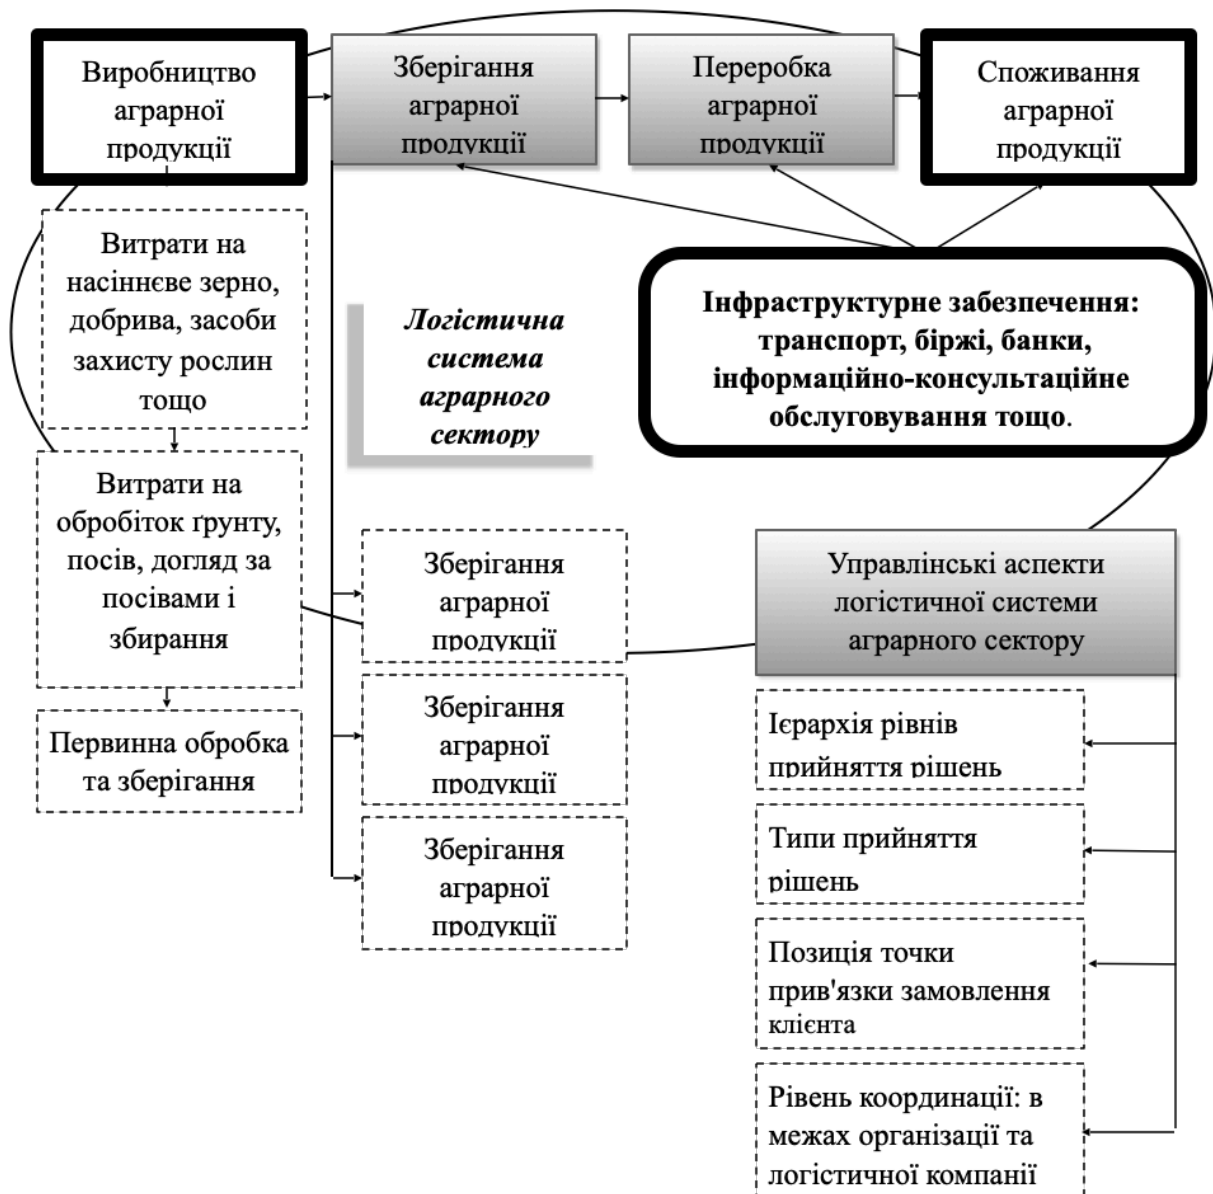 Виробництво
аграрної
продукції
Зберігання
аграрної
продукції
Переробка
аграрної
продукції
Споживання
аграрної
продукції
Витрати на
насіннєве зерно,
добрива, засоби
захисту рослин
тощо
Логістична
система
аграрного
сектору
Інфраструктурне забезпечення:
транспорт, біржі, банки,
інформаційно-консультаційне
обслуговування тощо.
Витрати на
обробіток ґрунту,
посів, догляд за
посівами і
збирання
Первинна обробка
та зберігання
Зберігання
аграрної
продукції
Зберігання
аграрної
продукції
Зберігання
аграрної
продукції
Управлінські аспекти
логістичної системи
аграрного сектору
Ієрархія рівнів
прийняття рішень
Типи прийняття
рішень
Позиція точки
прив'язки замовлення
клієнта
Рівень координації: в
межах організації та
логістичної компанії